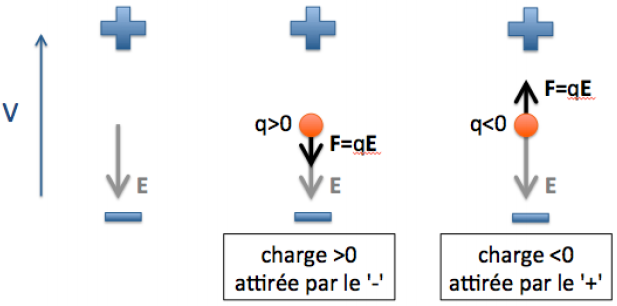 V
E
q>0
F=qE
E
charge >0
attirée par le '-'
q<0
F=qE
E
charge <0
attirée par le '+'